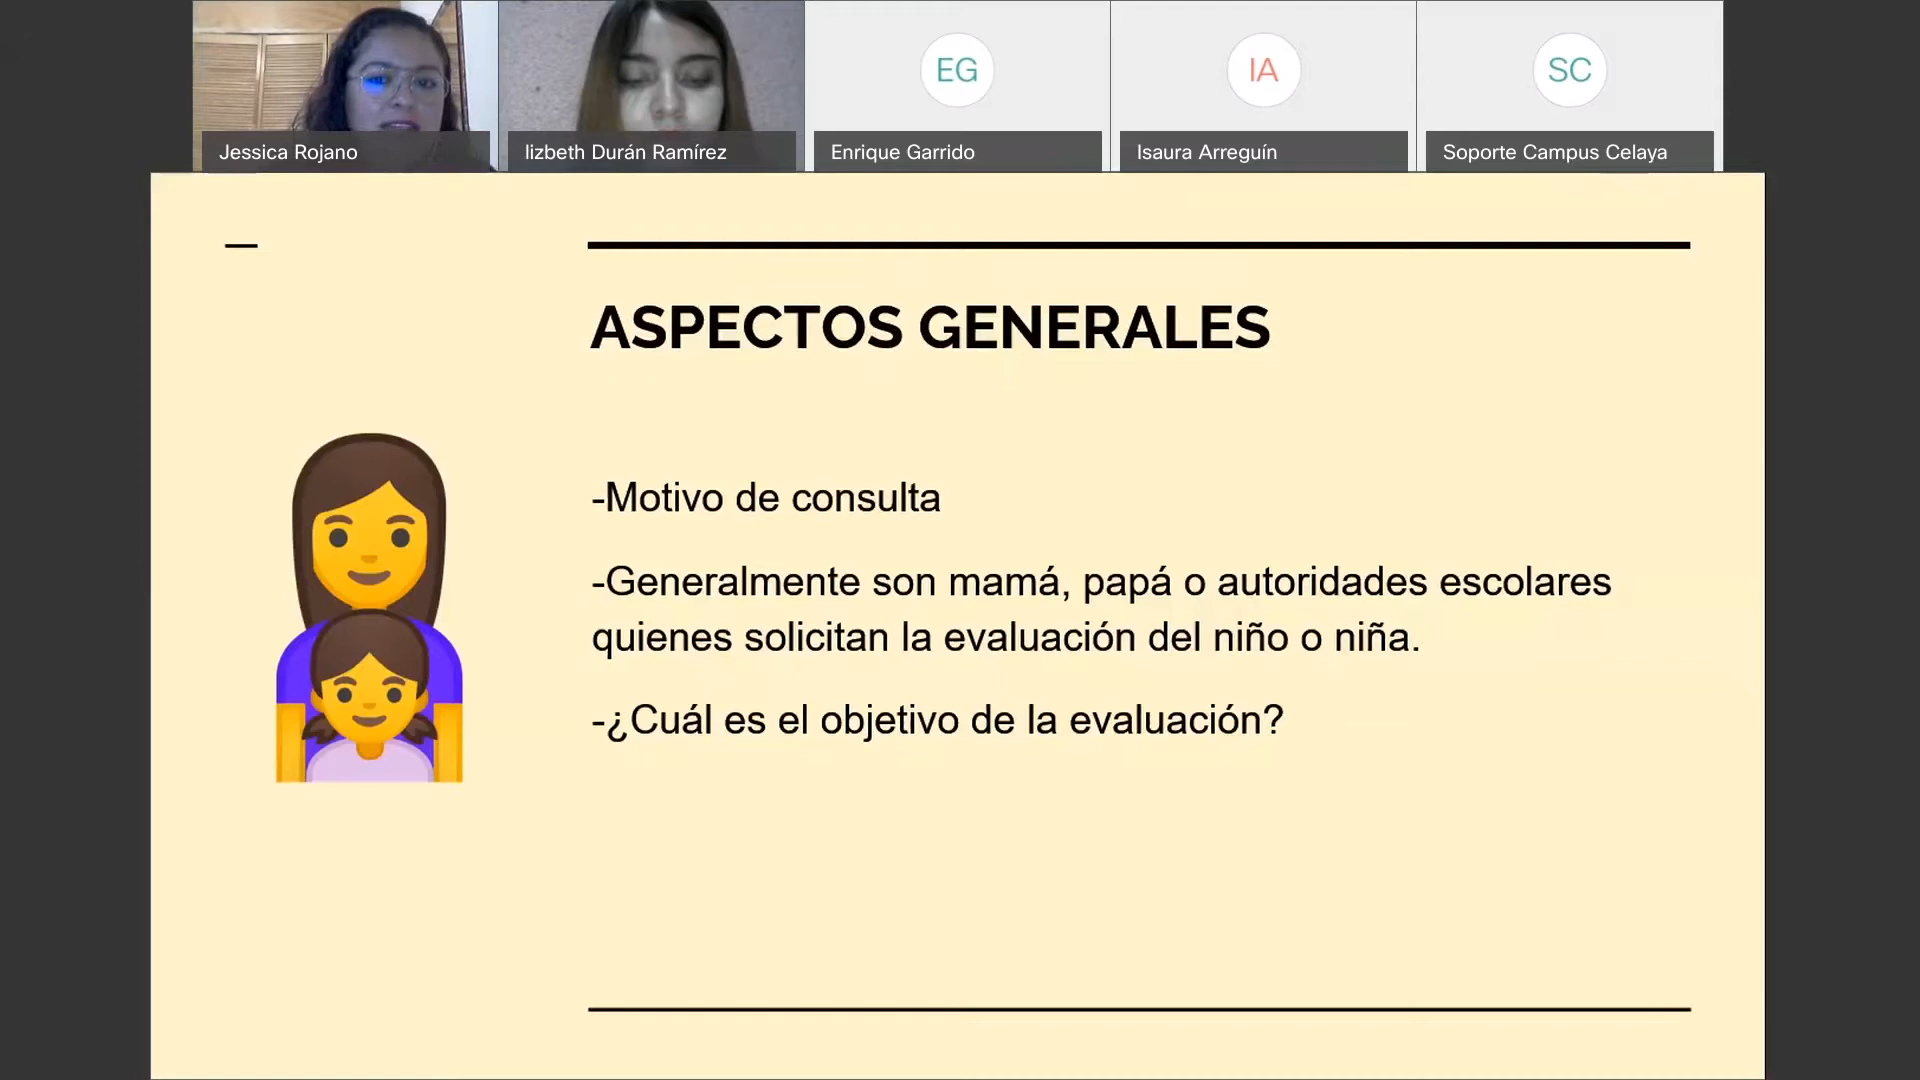 EG
IA
SC
Jessica Rojano
lizbeth Durán Ramírez
Enrique Garrido
Isaura Arreguín
Soporte Campus Celaya
ASPECTOS GENERALES
-Motivo de consulta
-Generalmente son mamá, papá o autoridades escolares
quienes solicitan la evaluación del niño o niña.
-¿Cuál es el objetivo de la evaluación?